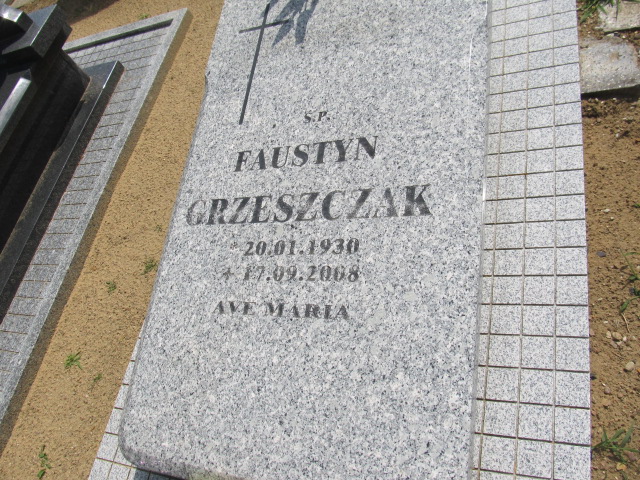 S.P.
FAUSTYN
GRZESZCZAK
* 20.01.1930
+ 17.09.2008
AVE MARIA